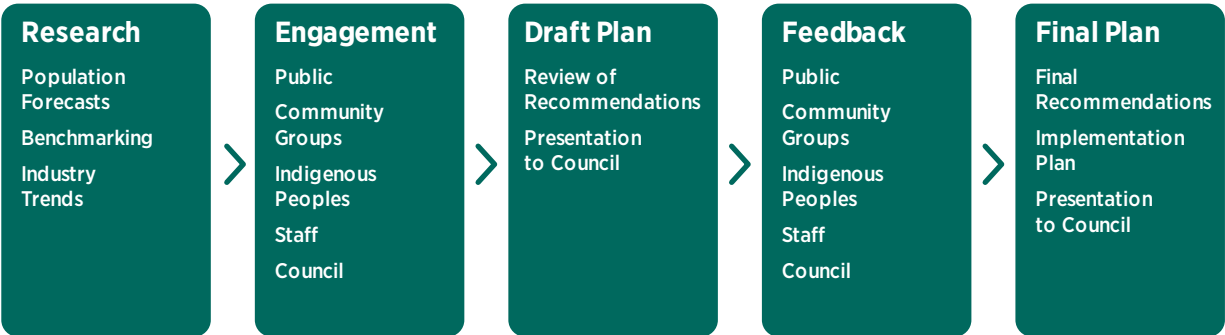 Research
Population
Forecasts
Benchmarking
Industry
Trends
Engagement
Public
Community
Groups
Indigenous
Peoples
Staff
Council
Draft Plan
Review of
Recommendations
Presentation
to Council
Feedback
Public
Community
Groups
Indigenous
Peoples
Staff
Council
Final Plan
Final
Recommendations
Implementation
Plan
Presentation
to Council